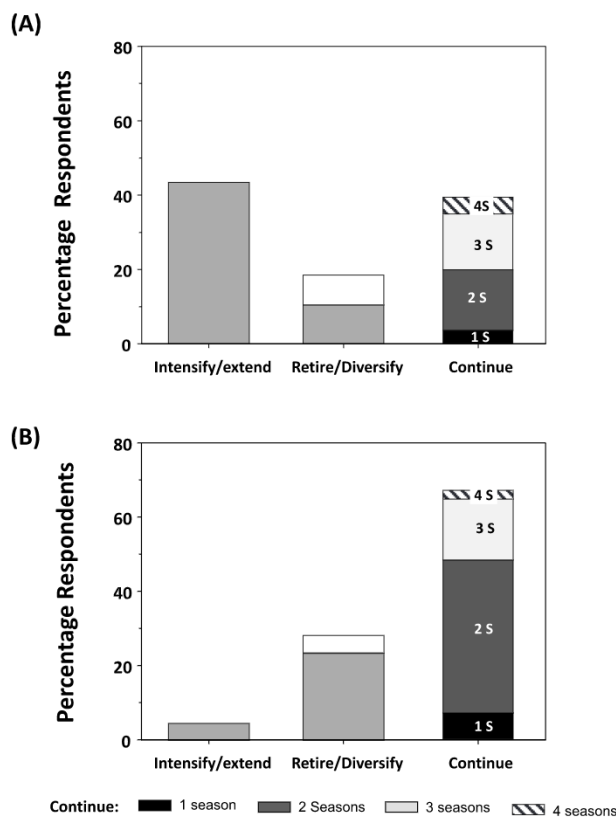 (A)
Percentage Respondents
80
60
40
20
0
4S
3 S
2 S
1 S
Intensify/extend
Retire/Diversify
Continue
(B)
Percentage Respondents
80
60
40
20
0
4 S
3 S
2 S
1 S
Intensify/extend
Retire/Diversify
Continue
Continue: 1 season 2 Seasons 3 seasons 4 seasons